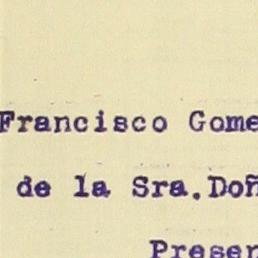 Francisco Gome
de la Sra. Doñ
Presen